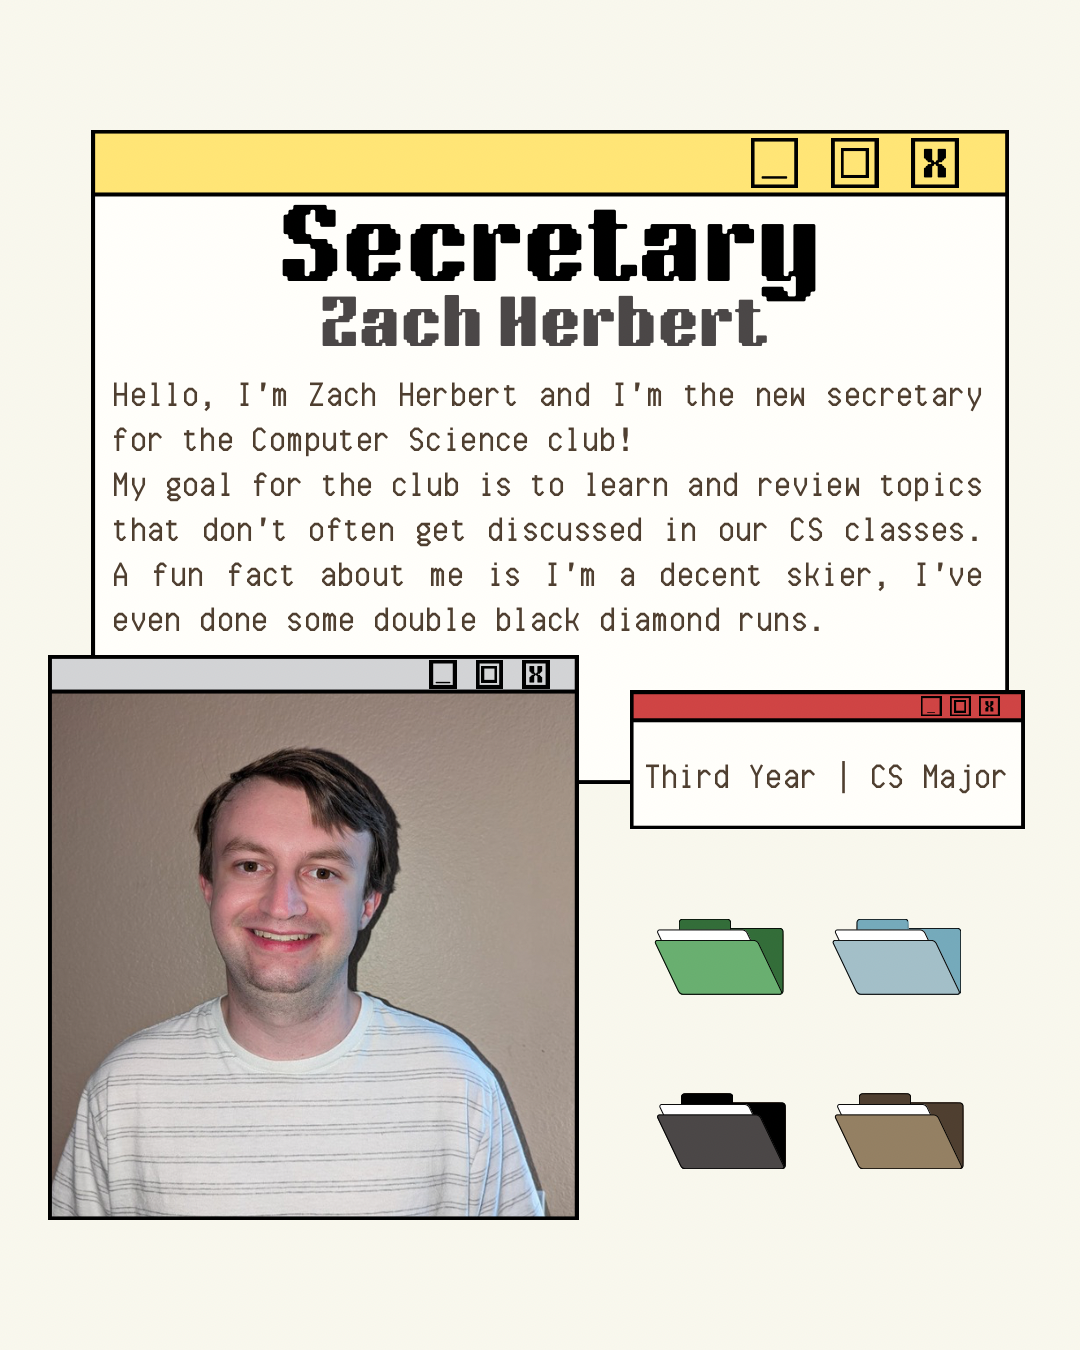 Secretary
Zach Herbert
Hello, I'm Zach Herbert and I'm the new secretary
for the Computer Science club!
My goal for the club is to learn and review topics
that don't often get discussed in our CS classes.
A fun fact about me is I'm a decent skier, I've
even done some double black diamond runs.
Third Year | CS Major